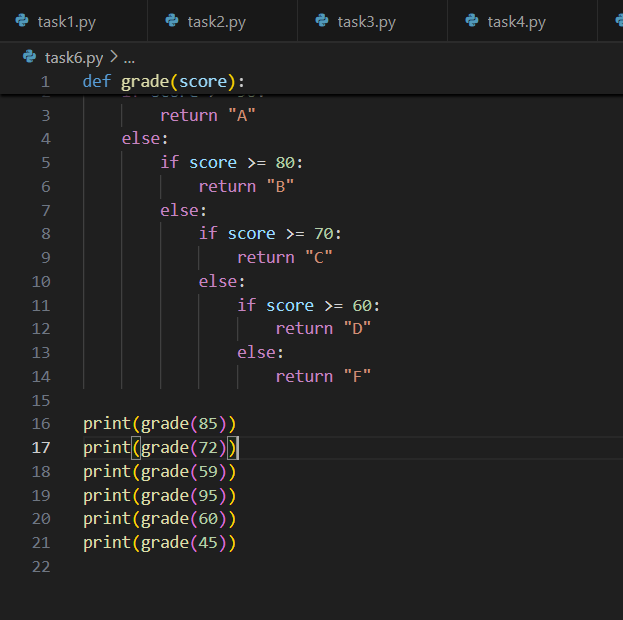 task1.py task2.py task3.py task4.py
task6.py > ...
1 def grade(score):
3 return "A"
4 else:
5 if score >= 80:
6 return "B"
7 else:
8 if score >= 70:
9 return "C"
10 else:
11 if score >= 60:
12 return "D"
13 else:
14 return "F"
15
16 print(grade(85))
17 print(grade(72))
18 print(grade(59))
19 print(grade(95))
20 print(grade(60))
21 print(grade(45))
22